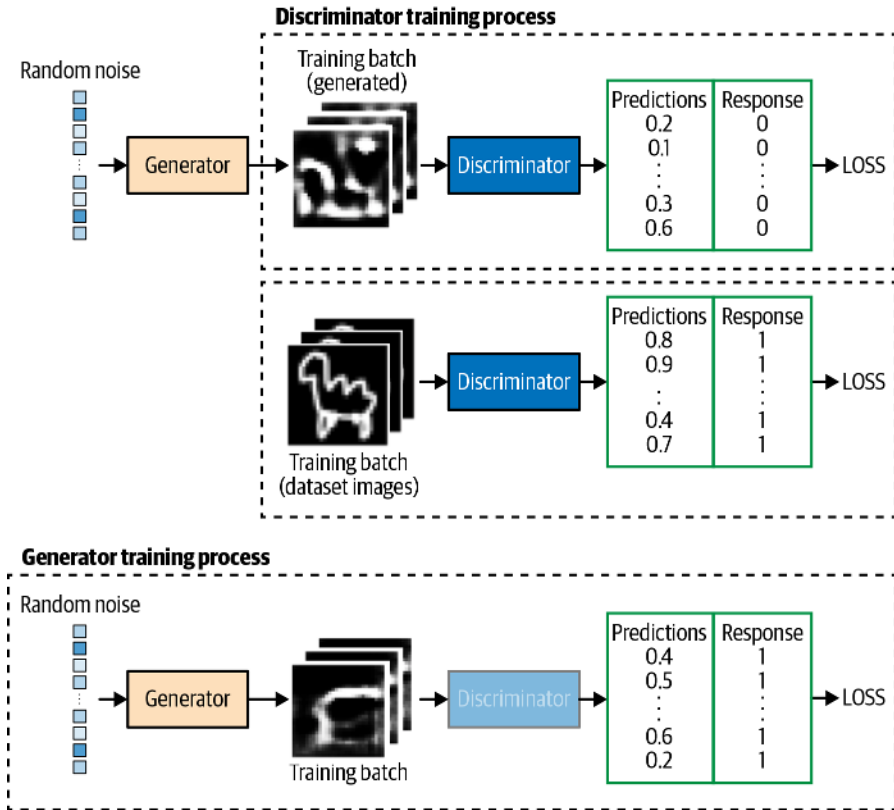 Discriminator training process
Random noise
Training batch
(generated)
Generator
Discriminator
Predictions Response
0.2 0
0.1 0
: :
0.3 0
0.6 0
LOSS
Discriminator
Predictions Response
0.8 1
0.9 1
: :
0.4 1
0.7 1
LOSS
Training batch
(dataset images)
Generator training process
Random noise
Generator
Training batch
Discriminator
Predictions Response
0.4 1
0.5 1
: :
0.6 1
0.2 1
LOSS